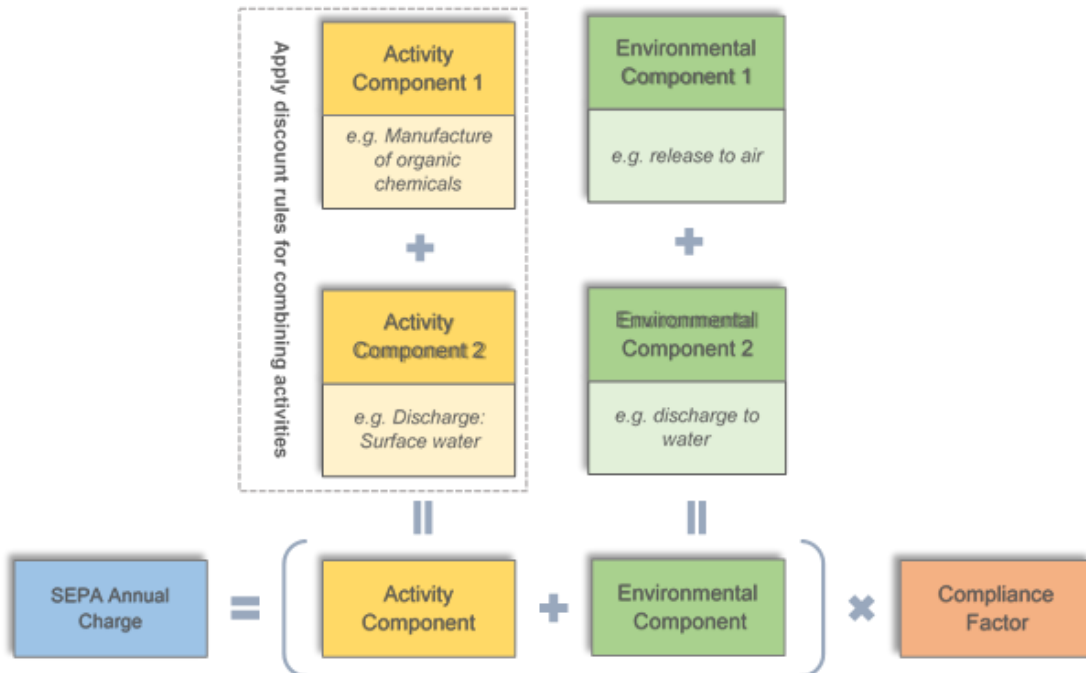 Apply discount rules for combining activities
Activity
Component 1
e.g. Manufacture
of organic
chemicals
Environmental
Component 1
e.g. release to air
+
+
Activity
Component 2
e.g. Discharge:
Surface water
Environmental
Component 2
e.g. discharge to
water
=
=
SEPA Annual
Charge
=
(
Activity
Component
+
Environmental
Component
)
×
Compliance
Factor